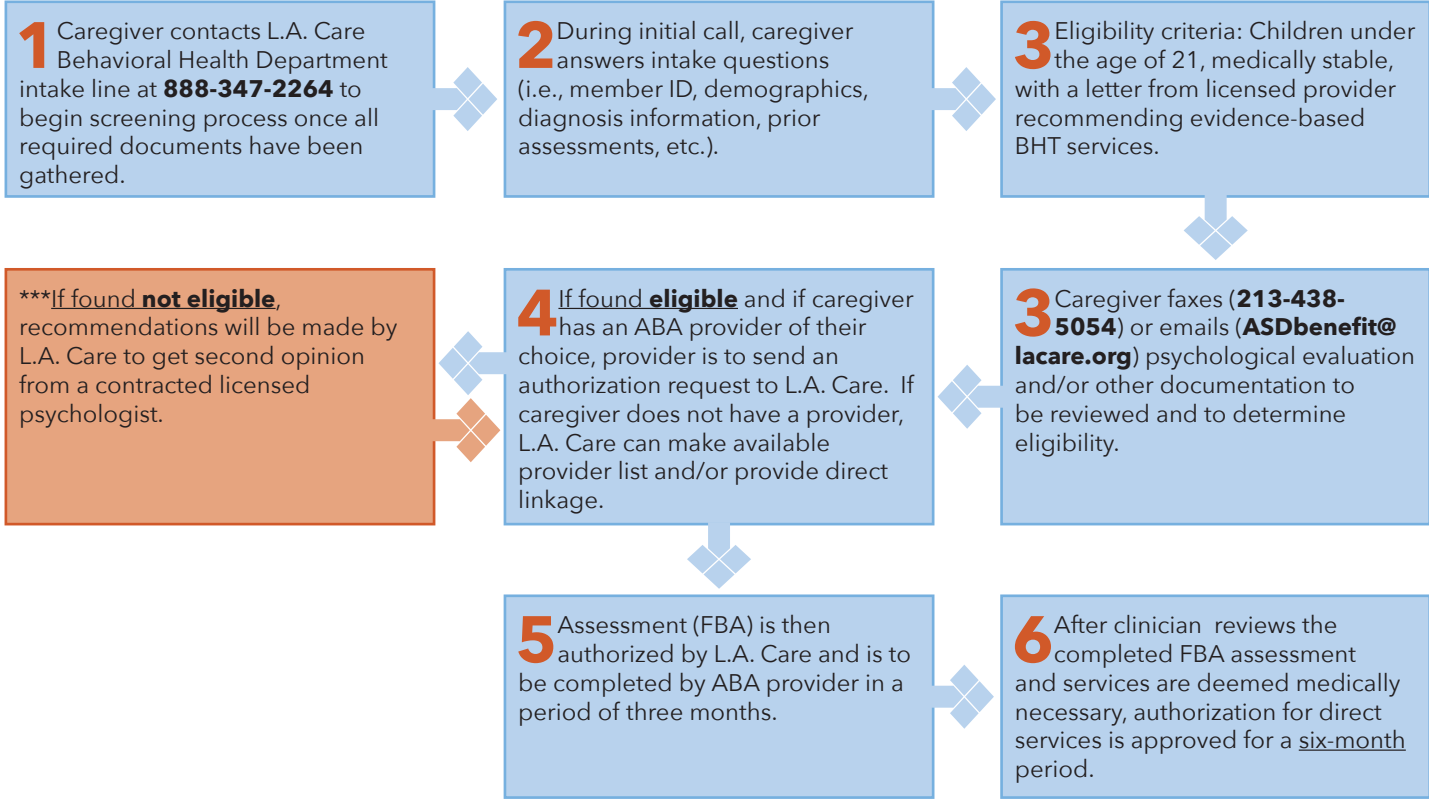 1 Caregiver contacts L.A. Care
Behavioral Health Department
intake line at 888-347-2264 to
begin screening process once all
required documents have been
gathered.
2 During initial call, caregiver
answers intake questions
(i.e., member ID, demographics,
diagnosis information, prior
assessments, etc.).
3 Eligibility criteria: Children under
the age of 21, medically stable,
with a letter from licensed provider
recommending evidence-based
BHT services.
3 Caregiver faxes (213-438-
5054) or emails (ASDbenefit@
lacare.org) psychological evaluation
and/or other documentation to
be reviewed and to determine
eligibility.
4 If found eligible and if caregiver
has an ABA provider of their
choice, provider is to send an
authorization request to L.A. Care.  If
caregiver does not have a provider,
L.A. Care can make available
provider list and/or provide direct
linkage.
***If found not eligible,
recommendations will be made by
L.A. Care to get second opinion
from a contracted licensed
psychologist.
5 Assessment (FBA) is then
authorized by L.A. Care and is to
be completed by ABA provider in a
period of three months.
6 After clinician  reviews the
completed FBA assessment
and services are deemed medically
necessary, authorization for direct
services is approved for a six-month
period.